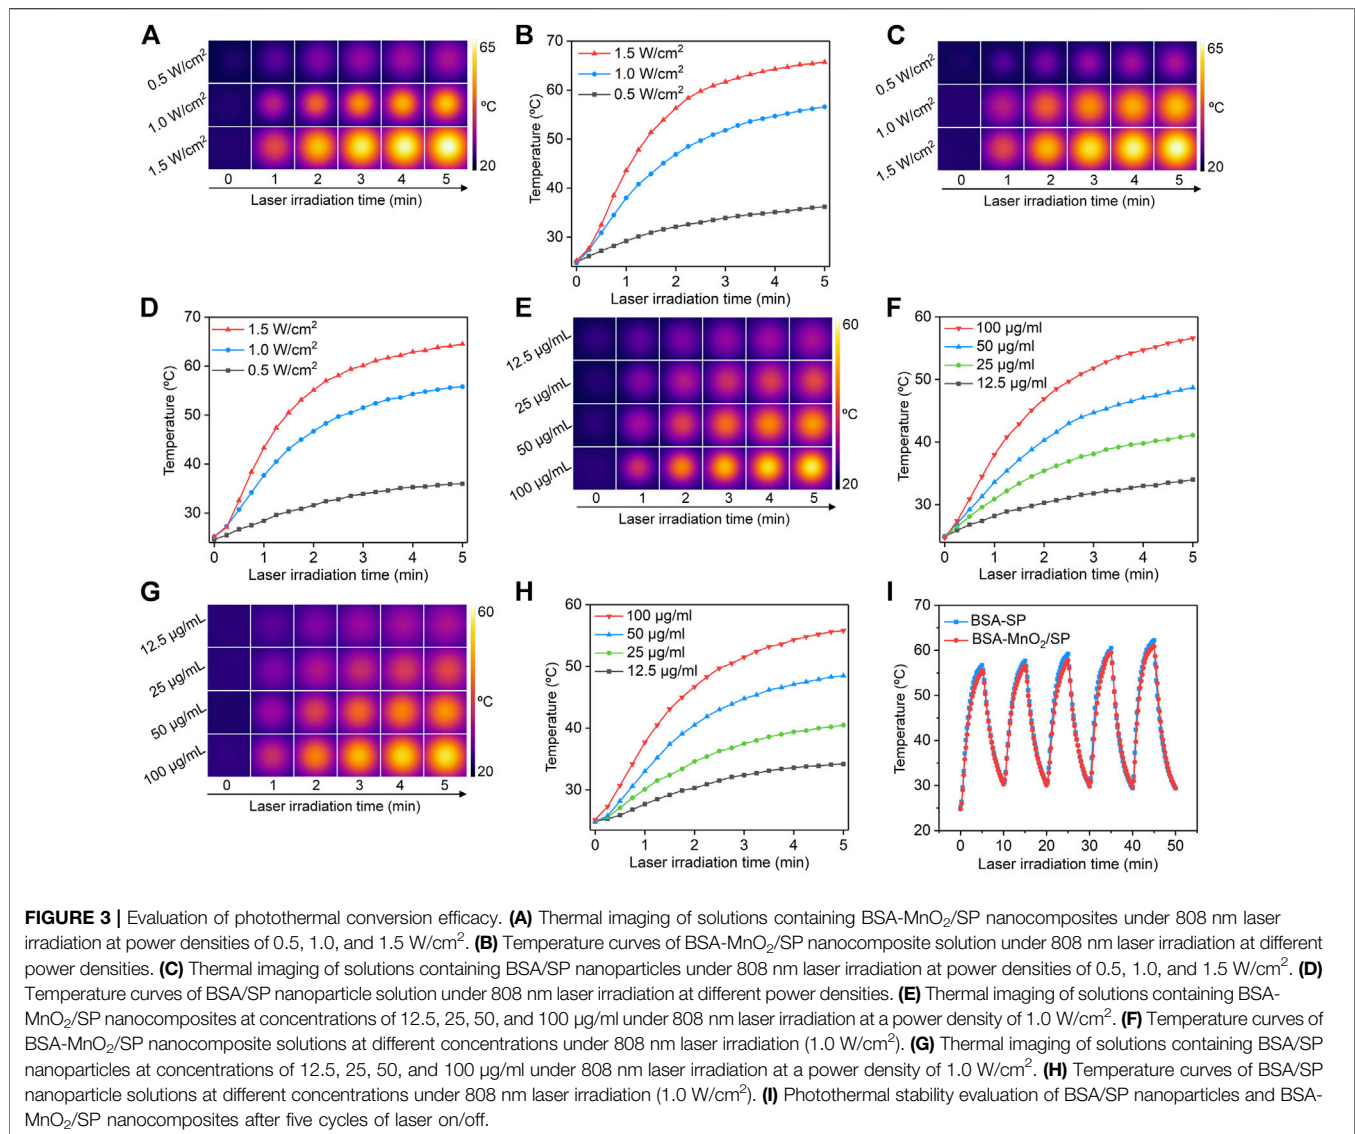 A
0.5 W/cm²
1.0 W/cm²
1.5 W/cm²
65
ºC
20
0 1 2 3 4 5
Laser irradiation time (min)
B
70
60
50
40
30
Temperature (ºC)
1.5 W/cm²
1.0 W/cm²
0.5 W/cm²
0 1 2 3 4 5
Laser irradiation time (min)
C
0.5 W/cm²
1.0 W/cm²
1.5 W/cm²
65
ºC
20
0 1 2 3 4 5
Laser irradiation time (min)
D
70
60
50
40
30
Temperature (ºC)
1.5 W/cm²
1.0 W/cm²
0.5 W/cm²
0 1 2 3 4 5
Laser irradiation time (min)
E
12.5 µg/mL
25 µg/mL
50 µg/mL
100 µg/mL
60
ºC
20
0 1 2 3 4 5
Laser irradiation time (min)
F
60
50
40
30
Temperature (ºC)
100 µg/ml
50 µg/ml
25 µg/ml
12.5 µg/ml
0 1 2 3 4 5
Laser irradiation time (min)
G
12.5 µg/mL
25 µg/mL
50 µg/mL
100 µg/mL
60
ºC
20
0 1 2 3 4 5
Laser irradiation time (min)
H
60
50
40
30
Temperature (ºC)
100 µg/ml
50 µg/ml
25 µg/ml
12.5 µg/ml
0 1 2 3 4 5
Laser irradiation time (min)
I
70
60
50
40
30
20
Temperature (ºC)
BSA-SP
BSA-MnO₂/SP
0 10 20 30 40 50
Laser irradiation time (min)
FIGURE 3 | Evaluation of photothermal conversion efficacy. (A) Thermal imaging of solutions containing BSA-MnO₂/SP nanocomposites under 808 nm laser
irradiation at power densities of 0.5, 1.0, and 1.5 W/cm². (B) Temperature curves of BSA-MnO₂/SP nanocomposite solution under 808 nm laser irradiation at different
power densities. (C) Thermal imaging of solutions containing BSA/SP nanoparticles under 808 nm laser irradiation at power densities of 0.5, 1.0, and 1.5 W/cm². (D)
Temperature curves of BSA/SP nanoparticle solution under 808 nm laser irradiation at different power densities. (E) Thermal imaging of solutions containing BSA-
MnO₂/SP nanocomposites at concentrations of 12.5, 25, 50, and 100 µg/ml under 808 nm laser irradiation at a power density of 1.0 W/cm². (F) Temperature curves of
BSA-MnO₂/SP nanocomposite solutions at different concentrations under 808 nm laser irradiation (1.0 W/cm²). (G) Thermal imaging of solutions containing BSA/SP
nanoparticles at concentrations of 12.5, 25, 50, and 100 µg/ml under 808 nm laser irradiation at a power density of 1.0 W/cm². (H) Temperature curves of BSA/SP
nanoparticle solutions at different concentrations under 808 nm laser irradiation (1.0 W/cm²). (I) Photothermal stability evaluation of BSA/SP nanoparticles and BSA-
MnO₂/SP nanocomposites after five cycles of laser on/off.